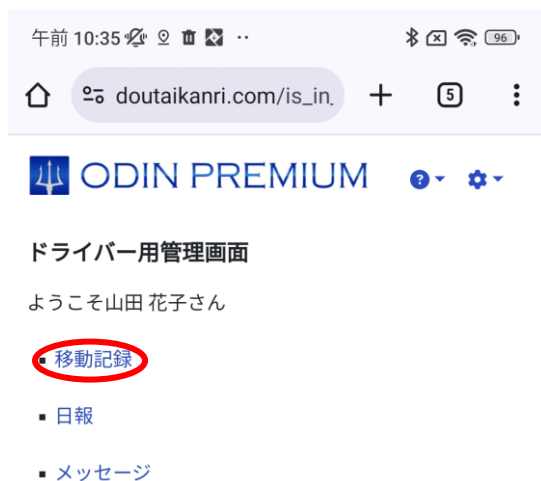 午前 10:35
96
doutaikanri.com/is_in
5
ODIN PREMIUM
ドライバー用管理画面
ようこそ山田 花子さん
移動記録
日報
メッセージ